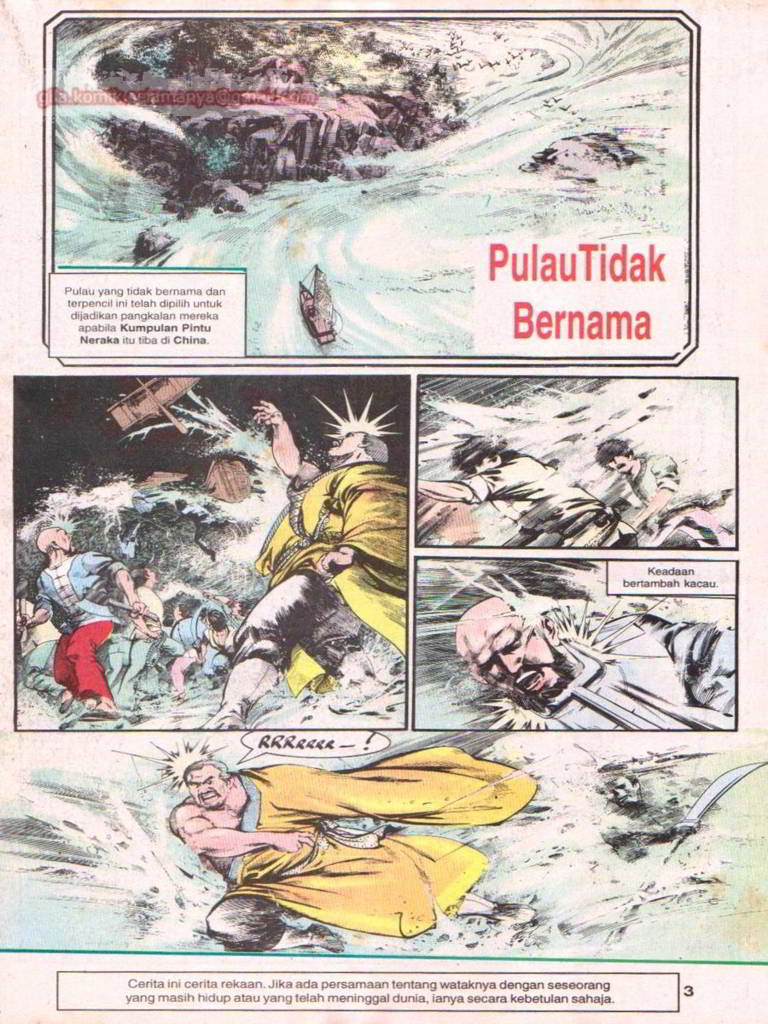 PulauTidak
Bernama
Pulau yang tidak bernama dan
terpencil ini telah dipilih untuk
dijadikan pangkalan mereka
apabila Kumpulan Pintu
Neraka itu tiba di China.
Keadaan
bertambah kacau.
RRRRRRR — !
Cerita ini cerita rekaan. Jika ada persamaan tentang wataknya dengan seseorang
yang masih hidup atau yang telah meninggal dunia, ianya secara kebetulan sahaja.
3